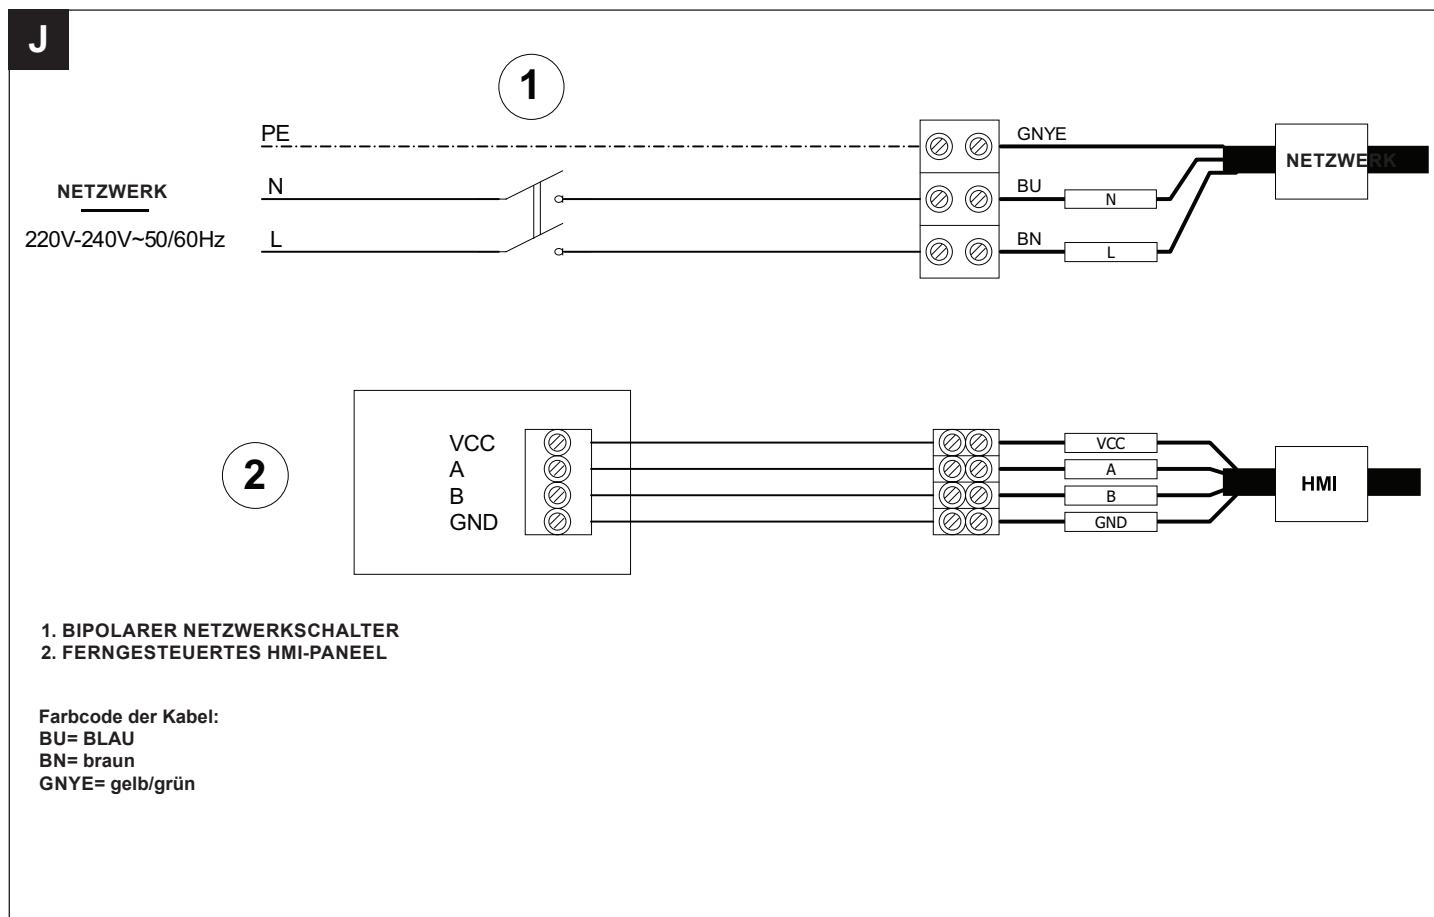 J
1
PE
GNYE
NETZWERK
NETZWERK
N
BU
N
220V-240V~50/60Hz
L
BN
L
2
VCC
VCC
A
A
B
B
GND
GND
HMI
1. BIPOLARER NETZWERKSCHALTER
2. FERNGESTEUERTES HMI-PANEEL
Farbcode der Kabel:
BU= BLAU
BN= braun
GNYE= gelb/grün